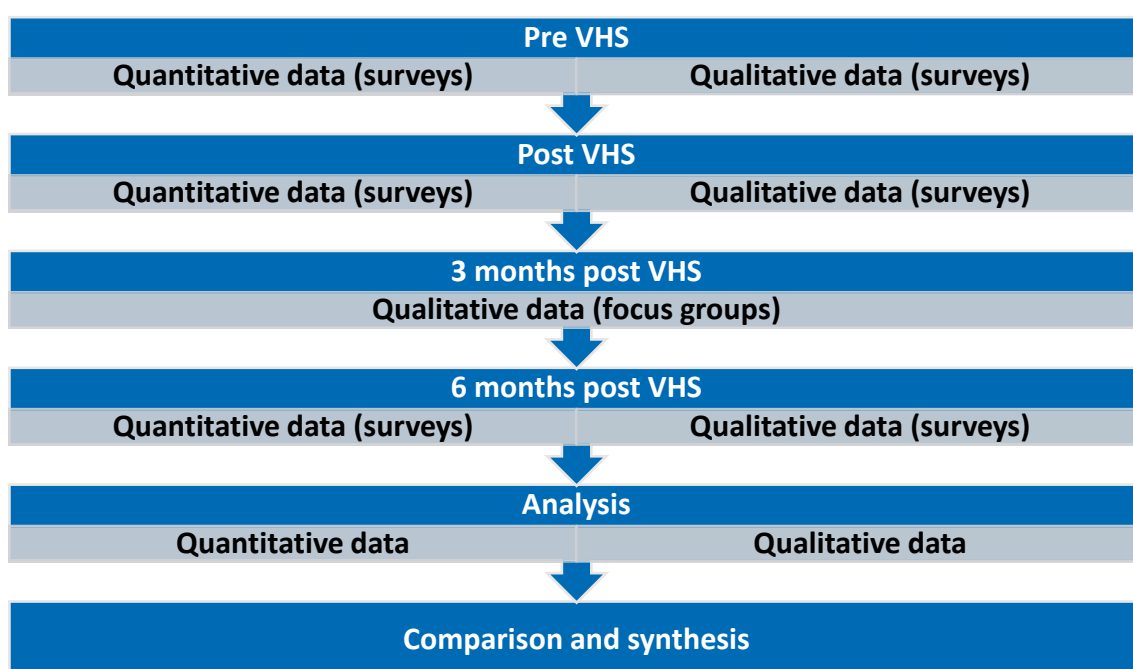 Pre VHS
Quantitative data (surveys) Qualitative data (surveys)
Post VHS
Quantitative data (surveys) Qualitative data (surveys)
3 months post VHS
Qualitative data (focus groups)
6 months post VHS
Quantitative data (surveys) Qualitative data (surveys)
Analysis
Quantitative data Qualitative data
Comparison and synthesis